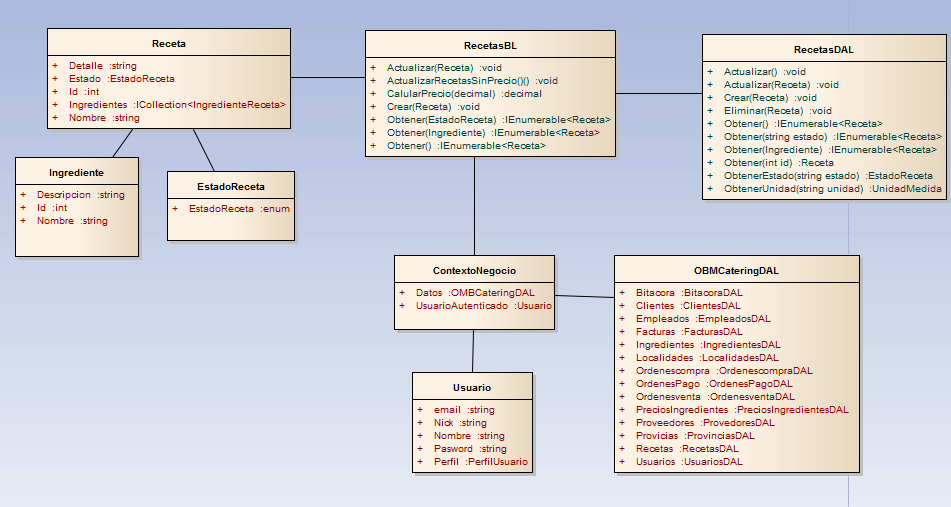 Receta
+ Detalle :string
+ Estado :EstadoReceta
+ Id :int
+ Ingredientes :ICollection<IngredienteReceta>
+ Nombre :string
RecetasBL
+ Actualizar(Receta) :void
+ ActualizarRecetasSinPrecio()() :void
+ CalularPrecio(decimal) :decimal
+ Crear(Receta) :void
+ Obtener(EstadoReceta) :IEnumerable<Receta>
+ Obtener(Ingrediente) :IEnumerable<Receta>
+ Obtener() :IEnumerable<Receta>
RecetasDAL
+ Actualizar() :void
+ Actualizar(Receta) :void
+ Crear(Receta) :void
+ Eliminar(Receta) :void
+ Obtener() :IEnumerable<Receta>
+ Obtener(string estado) :IEnumerable<Receta>
+ Obtener(Ingrediente) :IEnumerable<Receta>
+ Obtener(int id) :Receta
+ ObtenerEstado(string estado) :EstadoReceta
+ ObtenerUnidad(string unidad) :UnidadMedida
Ingrediente
+ Descripcion :string
+ Id :int
+ Nombre :string
EstadoReceta
+ EstadoReceta :enum
ContextoNegocio
+ Datos :OMBCateringDAL
+ UsuarioAutenticado :Usuario
OBMCateringDAL
+ Bitacora :BitacoraDAL
+ Clientes :ClientesDAL
+ Empleados :EmpleadosDAL
+ Facturas :FacturasDAL
+ Ingredientes :IngredientesDAL
+ Localidades :LocalidadesDAL
+ Ordenescompra :OrdenescompraDAL
+ OrdenesPago :OrdenesPagoDAL
+ Ordenesventa :OrdenesventaDAL
+ PreciosIngredientes :PreciosIngredientesDAL
+ Proveedores :ProvedoresDAL
+ Provicias :ProvinciasDAL
+ Recetas :RecetasDAL
+ Usuarios :UsuariosDAL
Usuario
+ email :string
+ Nick :string
+ Nombre :string
+ Pasword :string
+ Perfil :PerfilUsuario